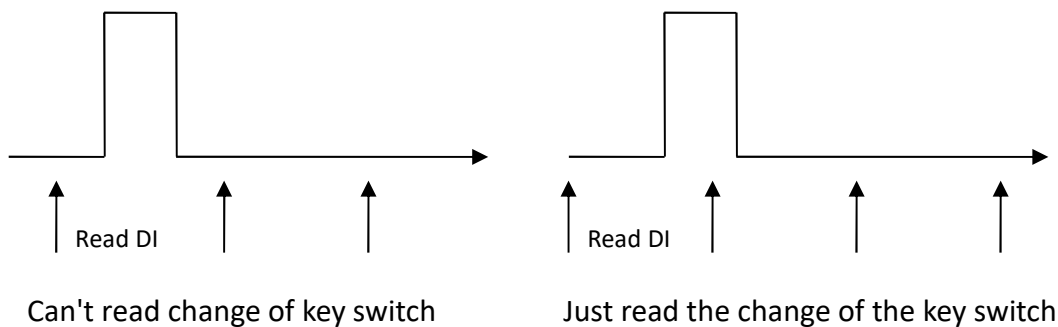 Read DI
Read DI
Can't read change of key switch
Just read the change of the key switch